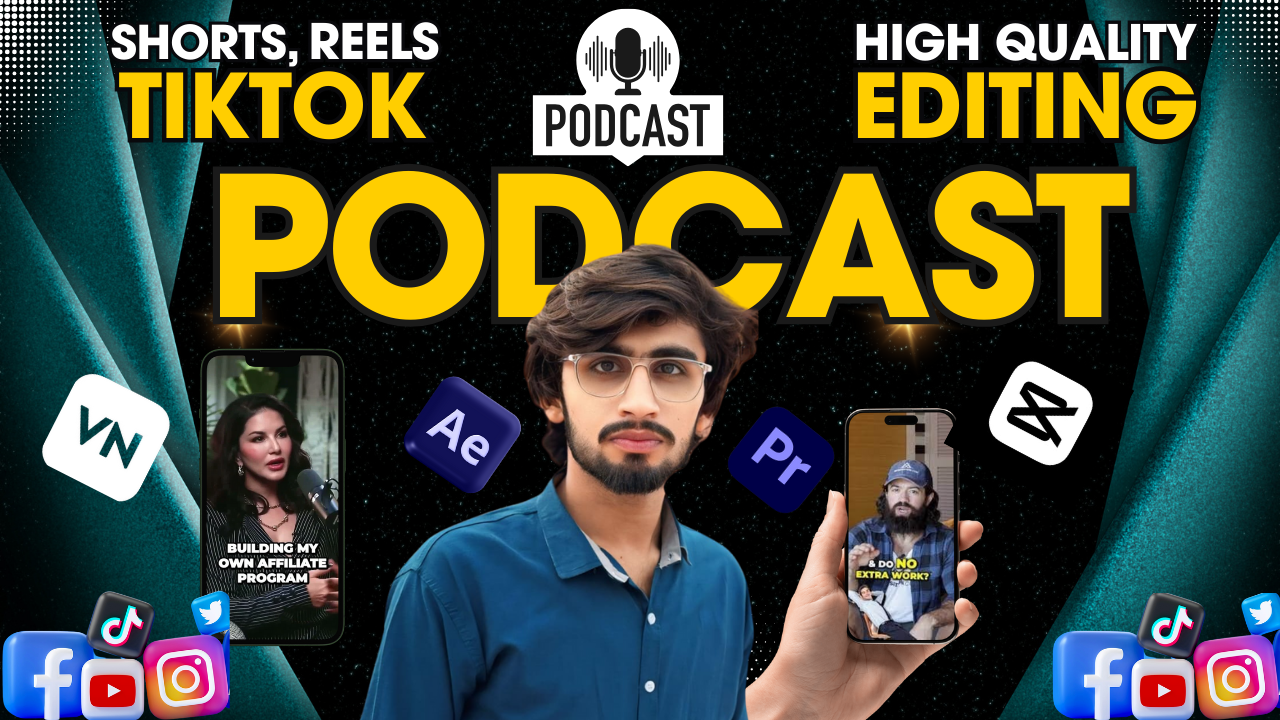 SHORTS, REELS
TIKTOK
PODCAST
HIGH QUALITY
EDITING
PODCAST
VN
Ae
Pr
BUILDING MY
OWN AFFILIATE
PROGRAM
& DO NO
EXTRA WORK?